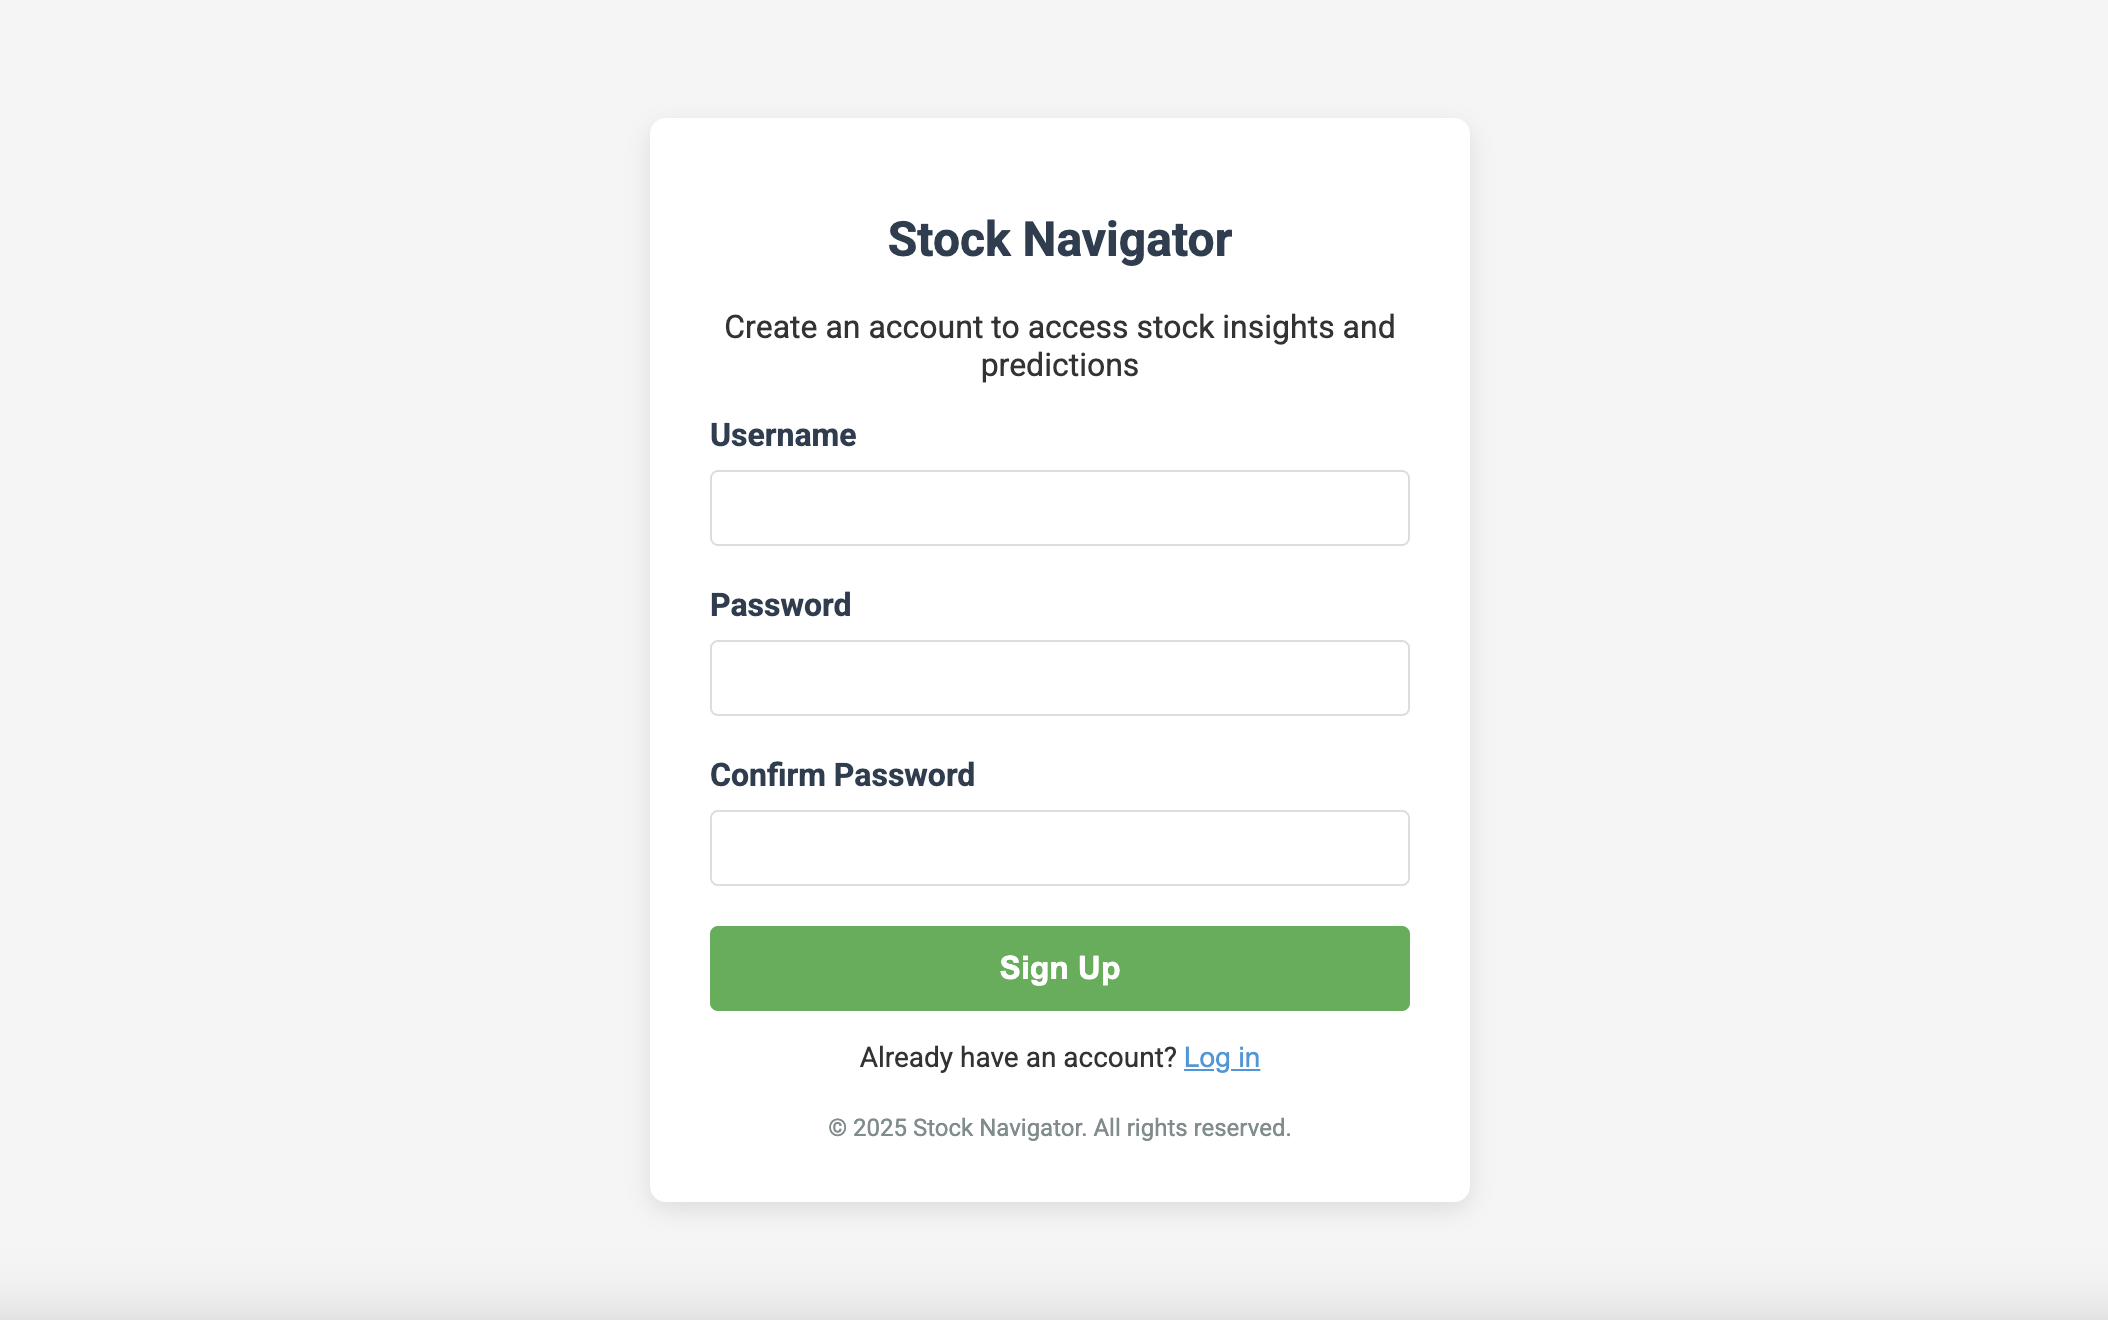 Stock Navigator
Create an account to access stock insights and
predictions
Username
Password
Confirm Password
Sign Up
Already have an account? Log in
© 2025 Stock Navigator. All rights reserved.